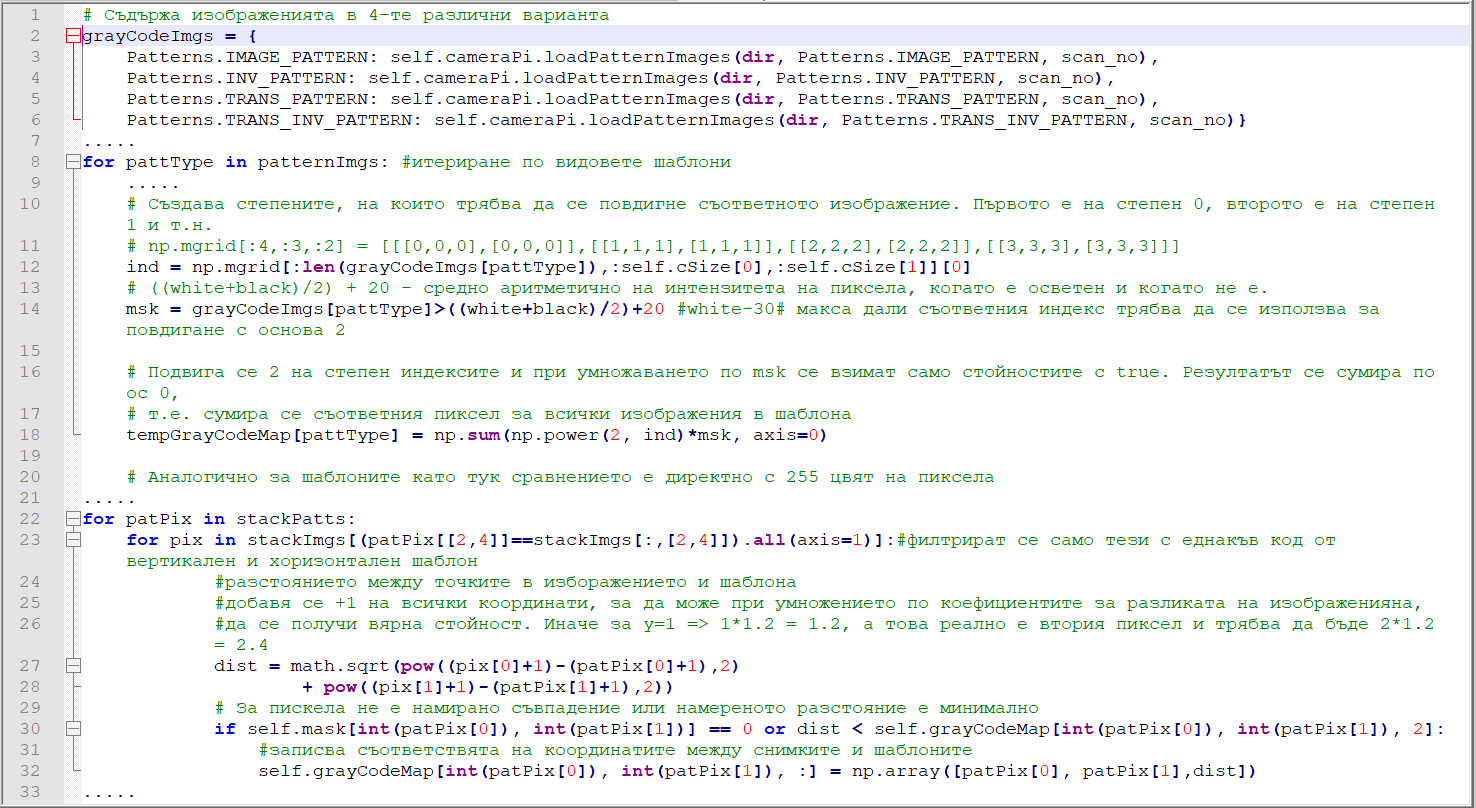 1 # Съдържа изображенията в 4-те различни варианта
2 grayCodeImgs = {
3 Patterns.IMAGE_PATTERN: self.cameraPi.loadPatternImages(dir, Patterns.IMAGE_PATTERN, scan_no),
4 Patterns.INV_PATTERN: self.cameraPi.loadPatternImages(dir, Patterns.INV_PATTERN, scan_no),
5 Patterns.TRANS_PATTERN: self.cameraPi.loadPatternImages(dir, Patterns.TRANS_PATTERN, scan_no),
6 Patterns.TRANS_INV_PATTERN: self.cameraPi.loadPatternImages(dir, Patterns.TRANS_INV_PATTERN, scan_no)}
7 .....
8 for pattType in patternImgs: #итериране по видовете шаблони
9 .....
10 # Създава степените, на които трябва да се повдигне съответното изображение. Първото е на степен 0, второто е на степен
1 и т.н.
11 # np.mgrid[:4,:3,:2] = [[[0,0,0],[0,0,0]],[[1,1,1],[1,1,1]],[[2,2,2],[2,2,2]],[[3,3,3],[3,3,3]]]
12 ind = np.mgrid[:len(grayCodeImgs[pattType]),:self.cSize[0],:self.cSize[1]][0]
13 # ((white+black)/2) + 20 - средно аритметично на интензитета на пиксела, когато е осветен и когато не е.
14 msk = grayCodeImgs[pattType]>((white+black)/2)+20 #white-30# макса дали съответния индекс трябва да се използва за
повдигане с основа 2
15
16 # Подвига се 2 на степен индексите и при умножаването по msk се взимат само стойностите с true. Резултатът се сумира по
ос 0,
17 # т.е. сумира се съответния пиксел за всички изображения в шаблона
18 tempGrayCodeMap[pattType] = np.sum(np.power(2, ind)*msk, axis=0)
19
20 # Аналогично за шаблоните като тук сравнението е директно с 255 цвят на пиксела
21 .....
22 for patPix in stackPatts:
23 for pix in stackImgs[(patPix[[2,4]]==stackImgs[:,[2,4]]).all(axis=1)]:#филтрират се само тези с еднакъв код от
вертикален и хоризонтален шаблон
24 #разстоянието между точките в изборажението и шаблона
25 #добавя се +1 на всички координати, за да може при умножението по коефициентите за разликата на изображенияна,
26 #да се получи вярна стойност. Иначе за y=1 => 1*1.2 = 1.2, а това реално е втория пиксел и трябва да бъде 2*1.2
= 2.4
27 dist = math.sqrt(pow((pix[0]+1)-(patPix[0]+1),2)
28 + pow((pix[1]+1)-(patPix[1]+1),2))
29 # За пискела не е намирано съвпадение или намереното разстояние е минимално
30 if self.mask[int(patPix[0]), int(patPix[1])] == 0 or dist < self.grayCodeMap[int(patPix[0]), int(patPix[1]), 2]:
31 #записва съответствята на координатите между снимките и шаблоните
32 self.grayCodeMap[int(patPix[0]), int(patPix[1]), :] = np.array([patPix[0], patPix[1],dist])
33 .....